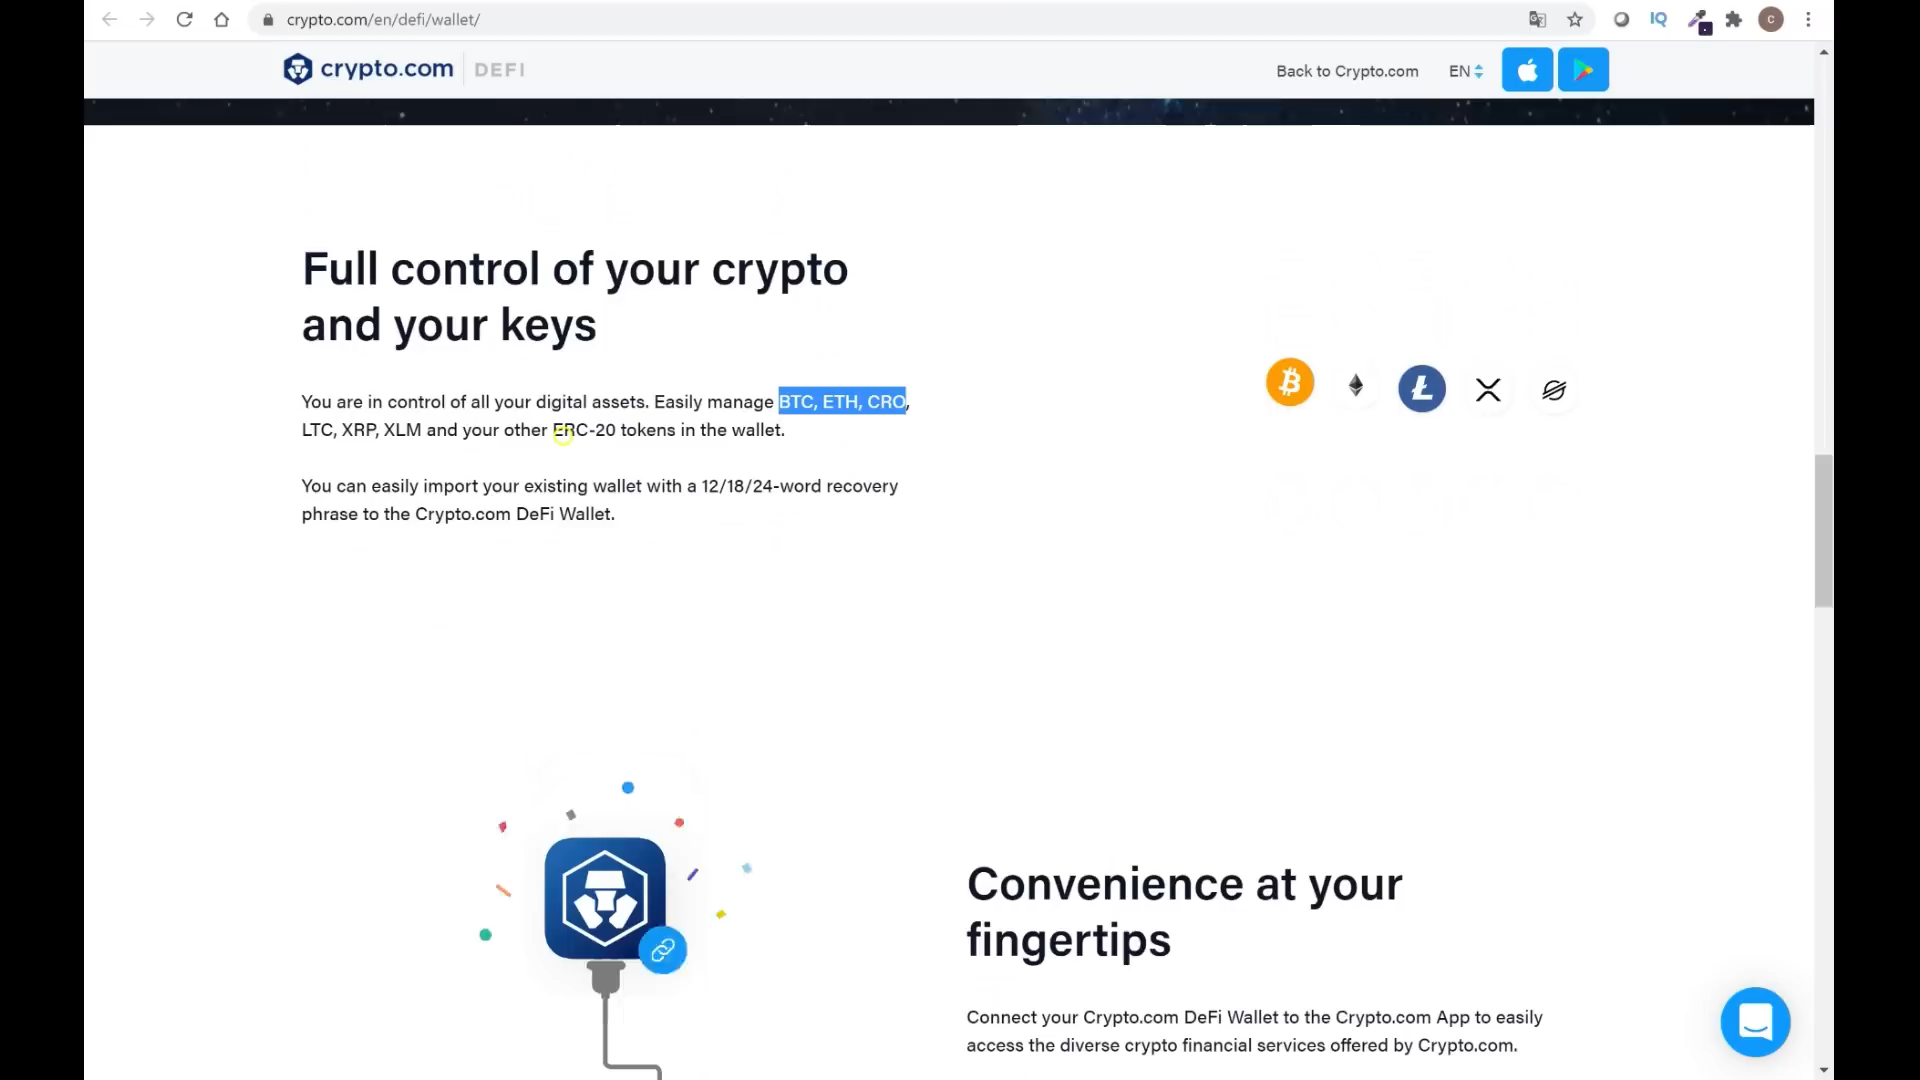 crypto.com/en/defi/wallet/
IQ
C
crypto.com DEFI
Back to Crypto.com
EN
Full control of your crypto
and your keys
You are in control of all your digital assets. Easily manage BTC, ETH, CRO,
LTC, XRP, XLM and your other ERC-20 tokens in the wallet.
You can easily import your existing wallet with a 12/18/24-word recovery
phrase to the Crypto.com DeFi Wallet.
Convenience at your
fingertips
Connect your Crypto.com DeFi Wallet to the Crypto.com App to easily
access the diverse crypto financial services offered by Crypto.com.